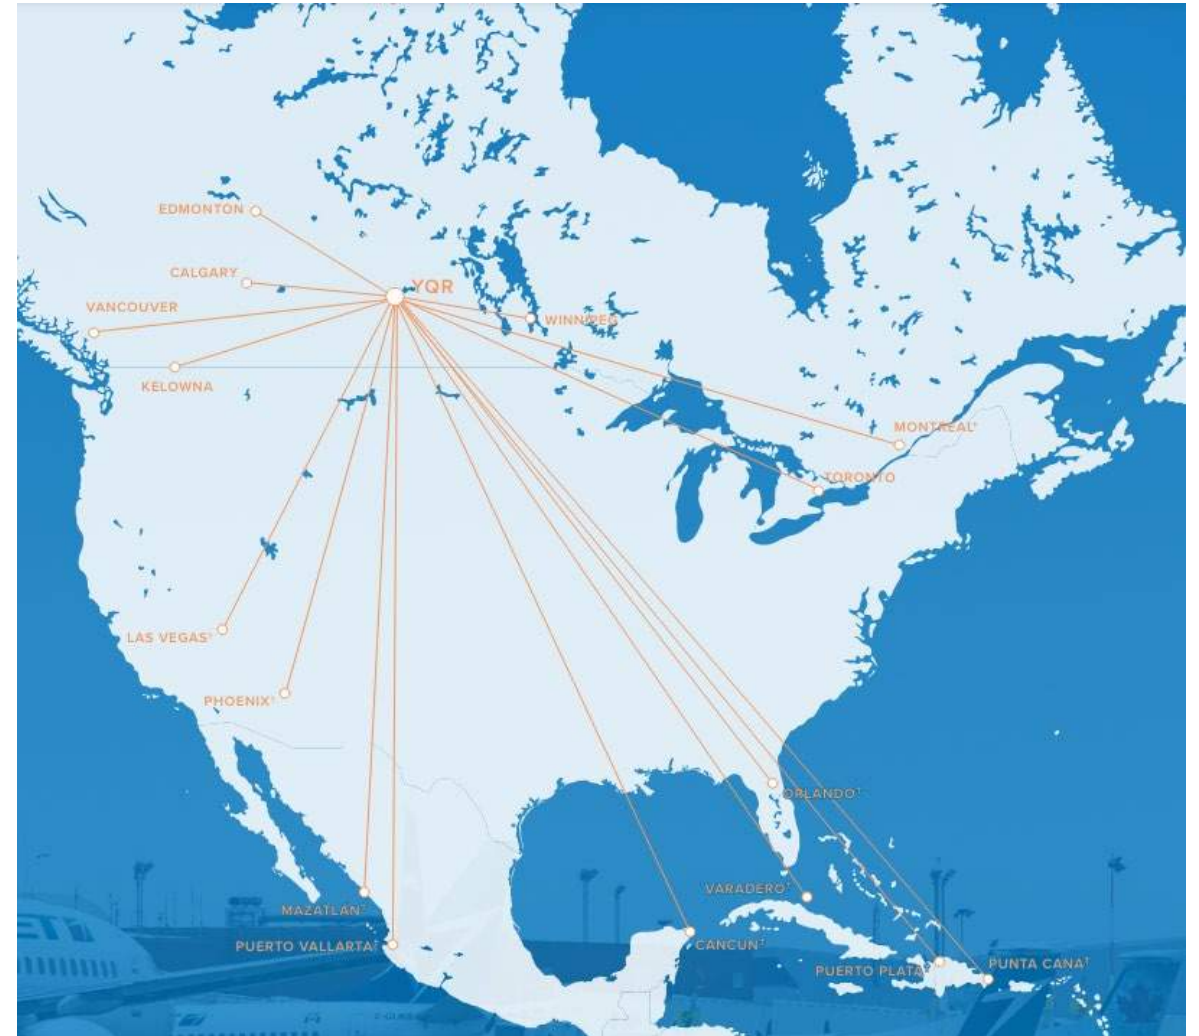 EDMONTON
CALGARY
YQR
VANCOUVER
WINNIPEG
KELOWNA
MONTREAL†
TORONTO
LAS VEGAS†
PHOENIX†
ORLANDO†
VARADERO†
MAZATLAN†
PUERTO VALLARTA†
CANCUN†
PUERTO PLATA†
PUNTA CANA†